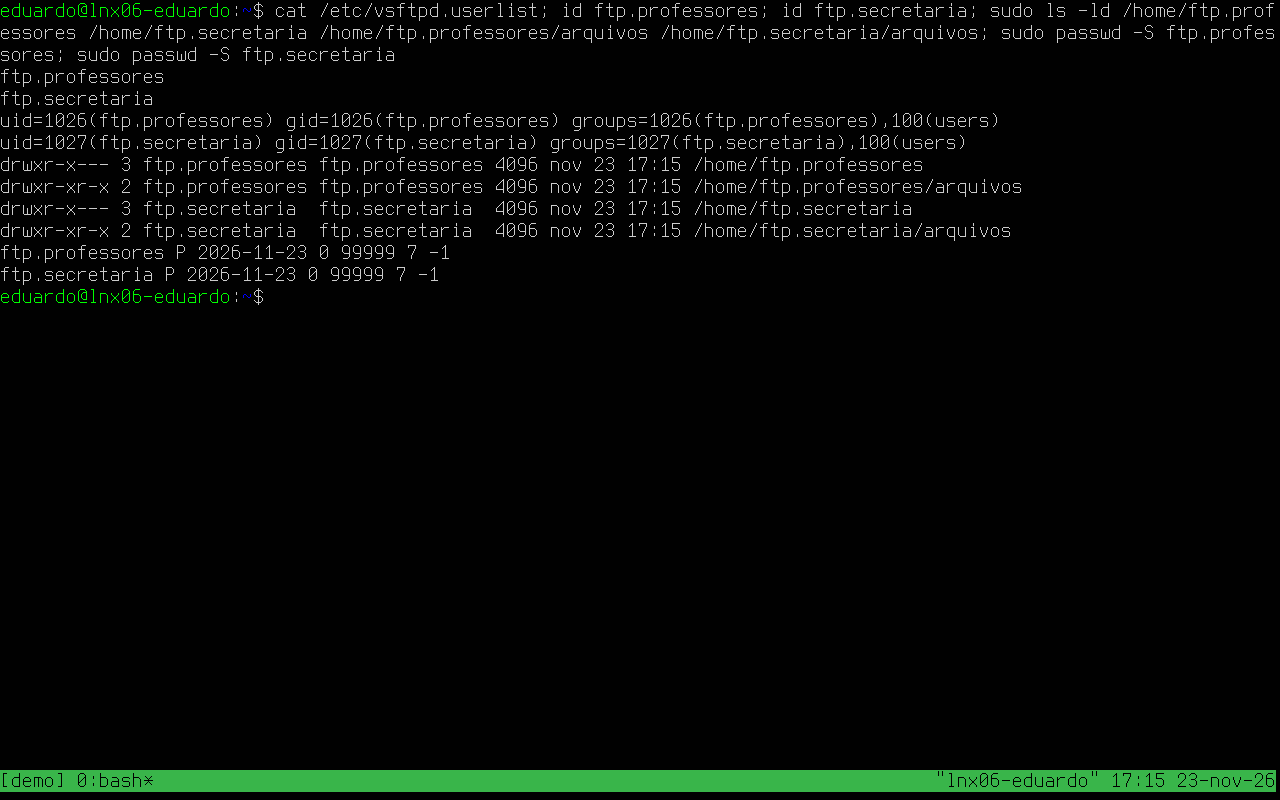 eduardo@lnx06-eduardo:~$ cat /etc/vsftpd.userlist; id ftp.professores; id ftp.secretaria; sudo ls -ld /home/ftp.prof
essores /home/ftp.secretaria /home/ftp.professores/arquivos /home/ftp.secretaria/arquivos; sudo passwd -S ftp.profes
sores; sudo passwd -S ftp.secretaria
ftp.professores
ftp.secretaria
uid=1026(ftp.professores) gid=1026(ftp.professores) groups=1026(ftp.professores),100(users)
uid=1027(ftp.secretaria) gid=1027(ftp.secretaria) groups=1027(ftp.secretaria),100(users)
drwxr-x--- 3 ftp.professores ftp.professores 4096 nov 23 17:15 /home/ftp.professores
drwxr-xr-x 2 ftp.professores ftp.professores 4096 nov 23 17:15 /home/ftp.professores/arquivos
drwxr-x--- 3 ftp.secretaria  ftp.secretaria  4096 nov 23 17:15 /home/ftp.secretaria
drwxr-xr-x 2 ftp.secretaria  ftp.secretaria  4096 nov 23 17:15 /home/ftp.secretaria/arquivos
ftp.professores P 2026-11-23 0 99999 7 -1
ftp.secretaria P 2026-11-23 0 99999 7 -1
eduardo@lnx06-eduardo:~$
[demo] 0:bash* "lnx06-eduardo" 17:15 23-nov-26